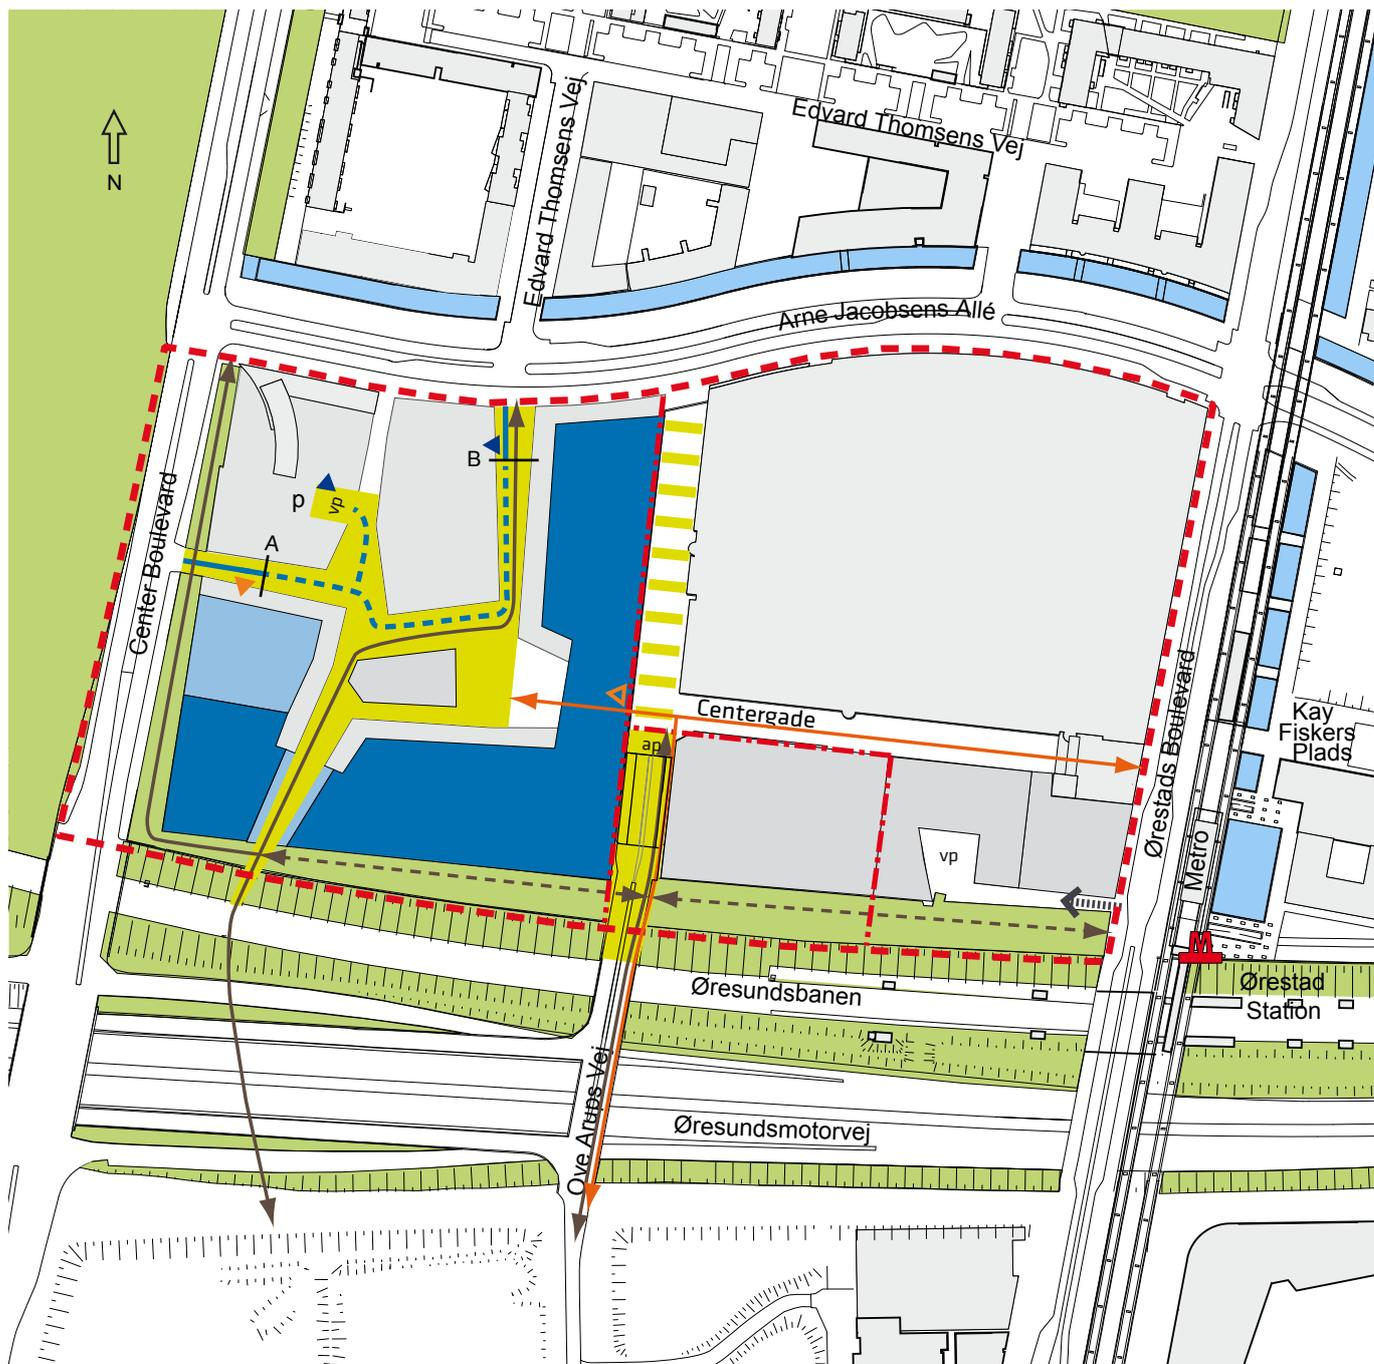 Edvard Thomsens Vej
Edvard Thomsens Vej
N
Arne Jacobsens Allé
B
p
vp
A
Center Boulevard
Centergade
Kay
Fiskers
Plads
ap
Ørestads Boulevard
vp
Metro
M
Ørestad
Station
Øresundsbanen
Ove Arups Vej
Øresundsmotorvej